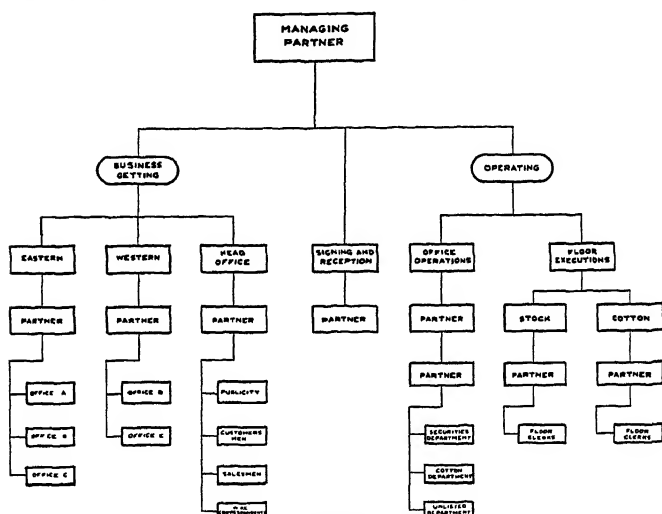 MANAGING
PARTNER
BUSINESS
GETTING
OPERATING
EASTERN
WESTERN
HEAD
OFFICE
SIGNING AND
RECEPTION
OFFICE
OPERATIONS
FLOOR
EXECUTIONS
PARTNER
PARTNER
PARTNER
PARTNER
PARTNER
STOCK
COTTON
PARTNER
PARTNER
PARTNER
OFFICE A
OFFICE
PUBLICITY
OFFICE
OFFICE
CUSTOMERS
MEN
SECURITIES
DEPARTMENT
FLOOR
CLERKS
FLOOR
CLERKS
OFFICE C
SALESMEN
COTTON
DEPARTMENT
WIRE
UNLISTED
DEPARTMENT